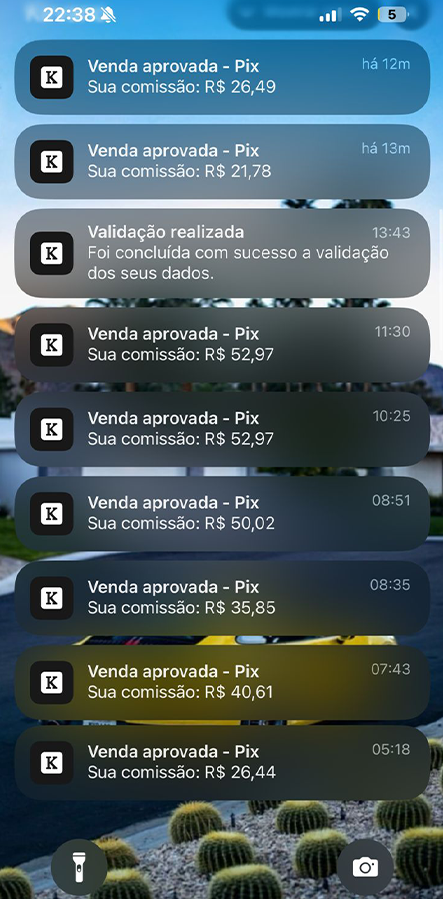 22:38
5
Venda aprovada - Pix
há 12m
Sua comissão: R$ 26,49
K
Venda aprovada - Pix
há 13m
Sua comissão: R$ 21,78
K
Validação realizada
13:43
Foi concluída com sucesso a validação
dos seus dados.
K
Venda aprovada - Pix
11:30
Sua comissão: R$ 52,97
K
Venda aprovada - Pix
10:25
Sua comissão: R$ 52,97
K
Venda aprovada - Pix
08:51
Sua comissão: R$ 50,02
K
Venda aprovada - Pix
08:35
Sua comissão: R$ 35,85
K
Venda aprovada - Pix
07:43
Sua comissão: R$ 40,61
K
Venda aprovada - Pix
05:18
Sua comissão: R$ 26,44
K